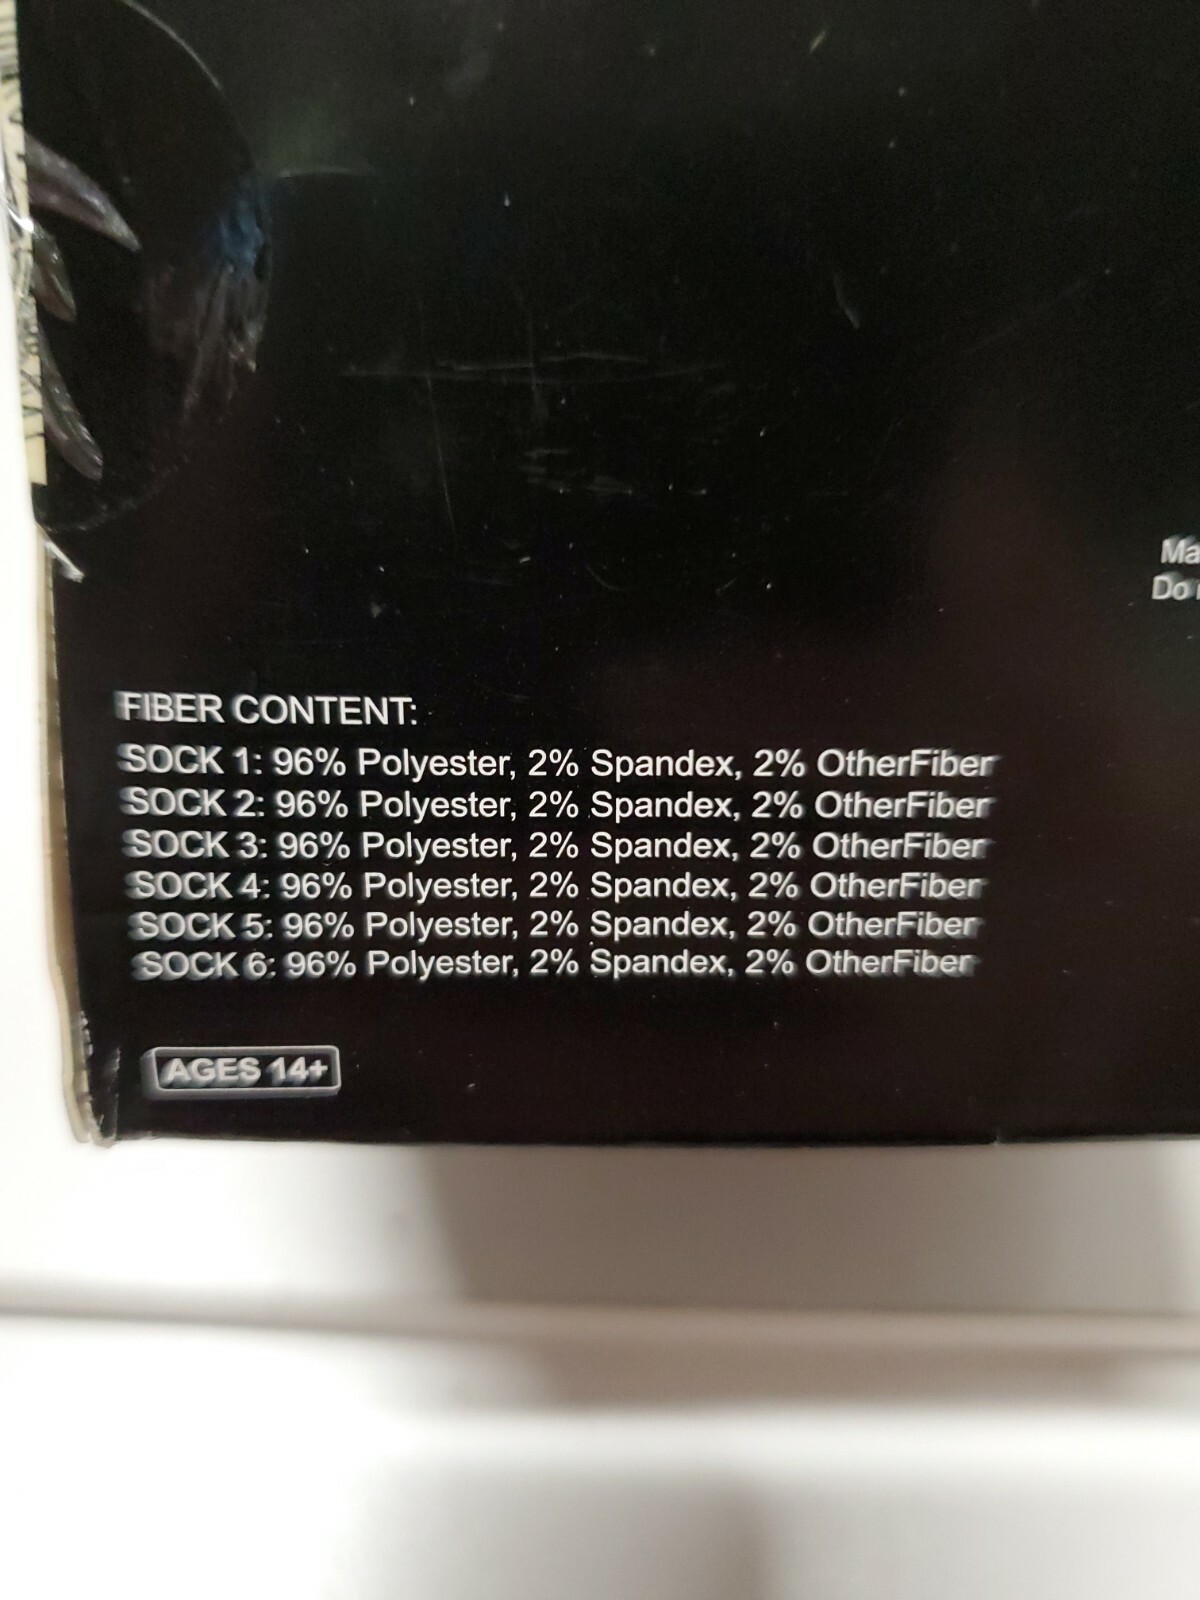 Do
FIBER CONTENT:
SOCK 1: 96% Polyester, 2% Spandex, 2% OtherFiber
SOCK 2: 96% Polyester, 2% Spandex, 2% OtherFiber
SOCK 3: 96% Polyester, 2% Spandex, 2% OtherFiber
SOCK 4: 96% Polyester, 2% Spandex, 2% OtherFiber
SOCK 5: 96% Polyester, 2% Spandex, 2% OtherFiber
SOCK 6: 96% Polyester, 2% Spandex, 2% OtherFiber
AGES 14+